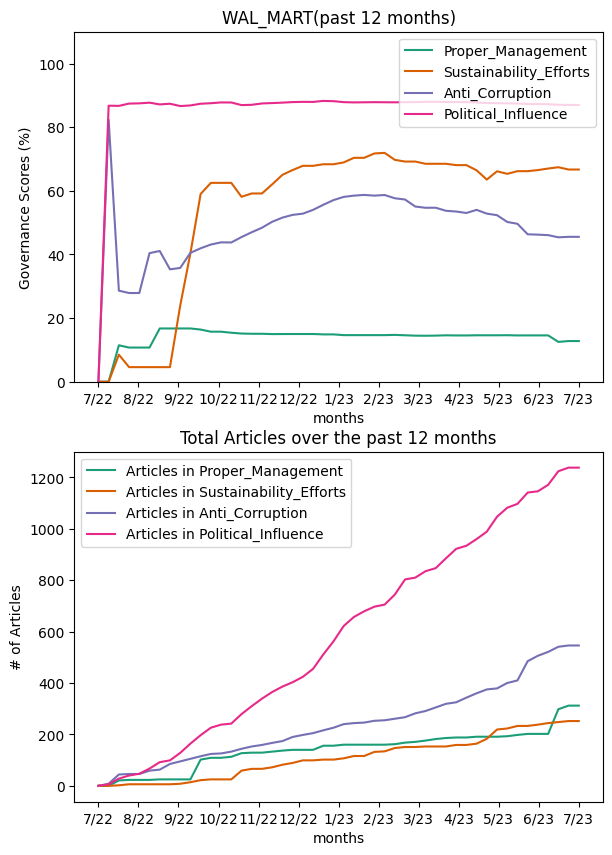 WAL_MART(past 12 months)
Governance Scores (%)
100
80
60
40
20
0
Proper_Management
Sustainability_Efforts
Anti_Corruption
Political_Influence
7/22 8/22 9/22 10/22 11/22 12/22 1/23 2/23 3/23 4/23 5/23 6/23 7/23
months
Total Articles over the past 12 months
# of Articles
1200
1000
800
600
400
200
0
Articles in Proper_Management
Articles in Sustainability_Efforts
Articles in Anti_Corruption
Articles in Political_Influence
7/22 8/22 9/22 10/22 11/22 12/22 1/23 2/23 3/23 4/23 5/23 6/23 7/23
months